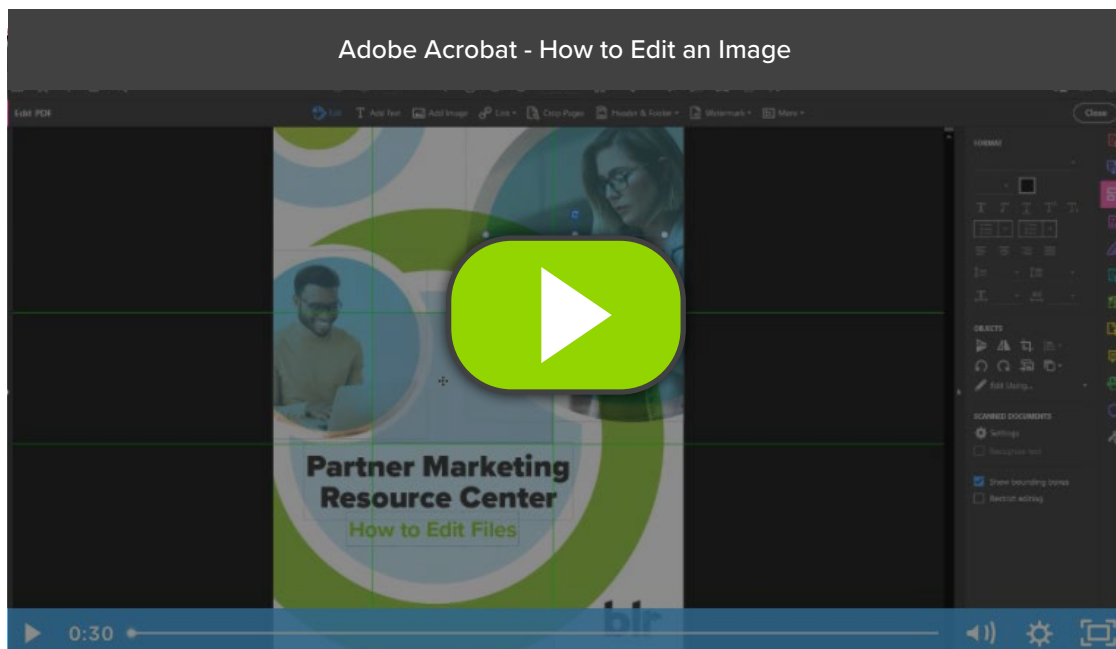 Adobe Acrobat - How to Edit an Image
Edit PDF
Edit
Add Text
Add Image
Link
Crop Pages
Header & Footer
Watermark
More
Close
FORMAT
Partner Marketing
Resource Center
How to Edit Files
blr
OBJECTS
Edit Using...
SCANNED DOCUMENTS
Settings
Recognize text
Show bounding boxes
Restrict editing
0:30